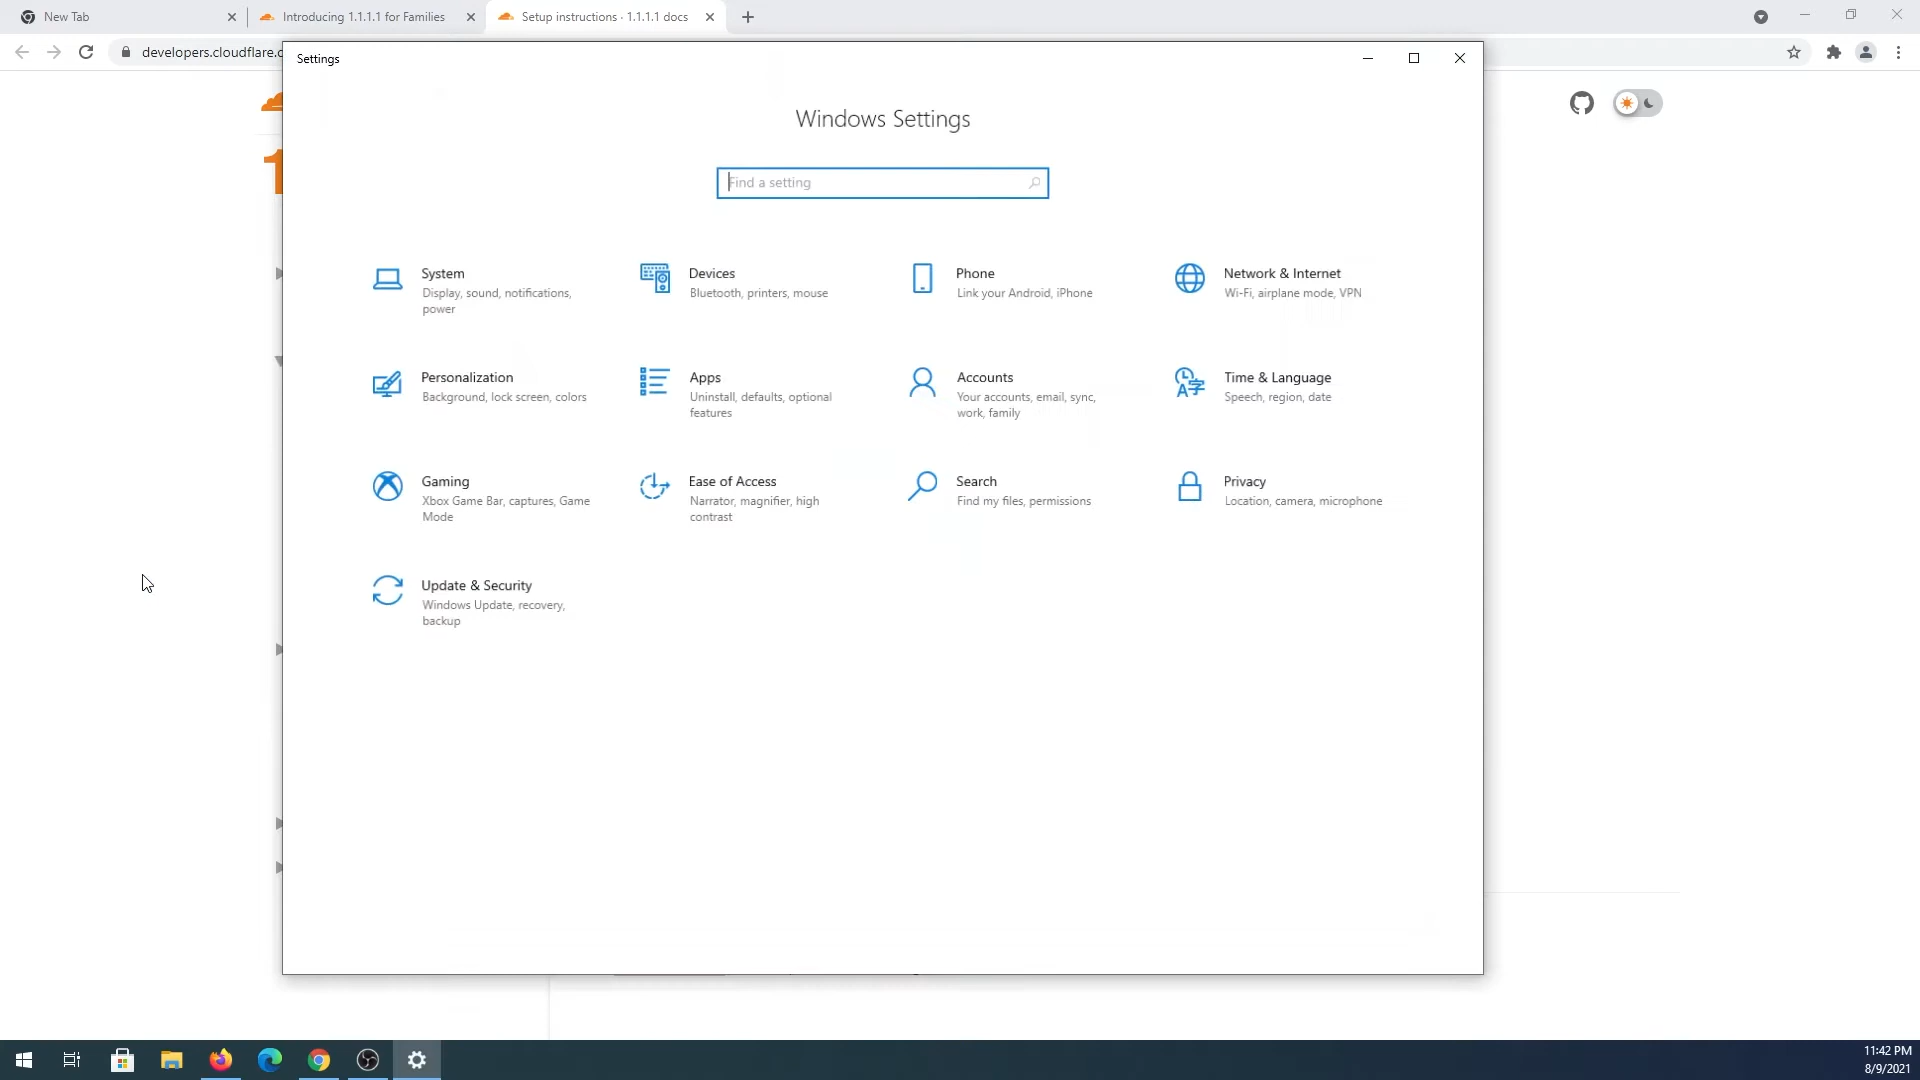 New Tab
Introducing 1.1.1.1 for Families
Setup instructions · 1.1.1.1 docs
developers.cloudflare.c
Settings
Windows Settings
Find a setting
System
Display, sound, notifications,
power
Devices
Bluetooth, printers, mouse
Phone
Link your Android, iPhone
Network & Internet
Wi-Fi, airplane mode, VPN
Personalization
Background, lock screen, colors
Apps
Uninstall, defaults, optional
features
Accounts
Your accounts, email, sync,
work, family
Time & Language
Speech, region, date
Gaming
Xbox Game Bar, captures, Game
Mode
Ease of Access
Narrator, magnifier, high
contrast
Search
Find my files, permissions
Privacy
Location, camera, microphone
Update & Security
Windows Update, recovery,
backup
11:42 PM
8/9/2021